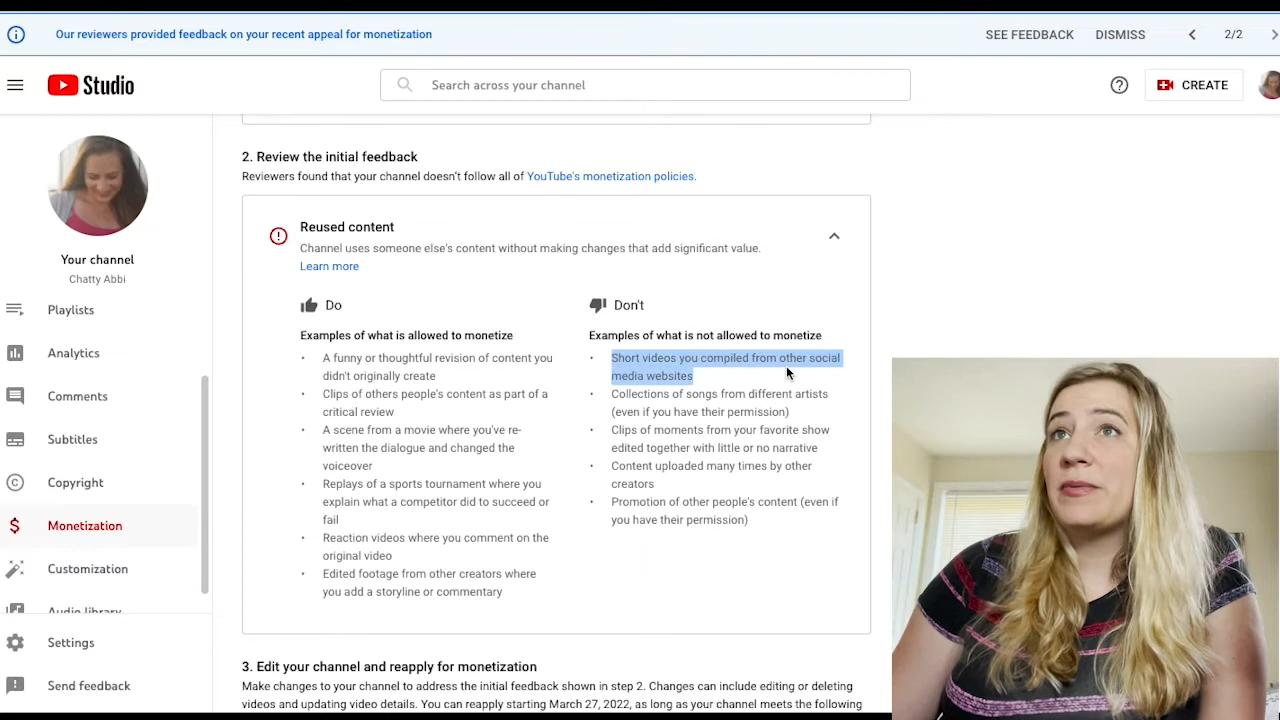 Our reviewers provided feedback on your recent appeal for monetization
SEE FEEDBACK
DISMISS
2/2
Studio
Search across your channel
CREATE
Your channel
Chatty Abbi
Playlists
Analytics
Comments
Subtitles
Copyright
Monetization
Customization
Audio library
Settings
Send feedback
2. Review the initial feedback
Reviewers found that your channel doesn't follow all of YouTube's monetization policies.
Reused content
Channel uses someone else's content without making changes that add significant value.
Learn more
Do
Examples of what is allowed to monetize
• A funny or thoughtful revision of content you
didn't originally create
• Clips of others people's content as part of a
critical review
• A scene from a movie where you've re-
written the dialogue and changed the
voiceover
• Replays of a sports tournament where you
explain what a competitor did to succeed or
fail
• Reaction videos where you comment on the
original video
• Edited footage from other creators where
you add a storyline or commentary
Don't
Examples of what is not allowed to monetize
• Short videos you compiled from other social
media websites
• Collections of songs from different artists
(even if you have their permission)
• Clips of moments from your favorite show
edited together with little or no narrative
• Content uploaded many times by other
creators
• Promotion of other people's content (even if
you have their permission)
3. Edit your channel and reapply for monetization
Make changes to your channel to address the initial feedback shown in step 2. Changes can include editing or deleting
videos and updating video details. You can reapply starting March 27, 2022, as long as your channel meets the following